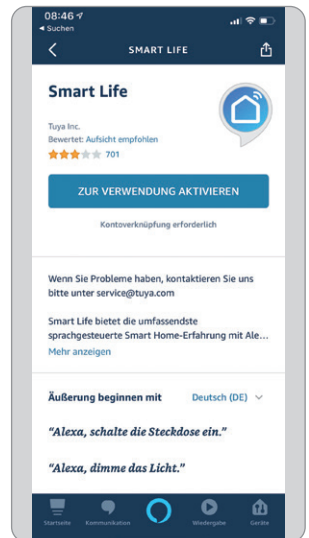 08:46
◀ Suchen
SMART LIFE
Smart Life
Tuya Inc.
Bewertet: Aufsicht empfohlen
701
ZUR VERWENDUNG AKTIVIEREN
Kontoverknüpfung erforderlich
Wenn Sie Probleme haben, kontaktieren Sie uns
bitte unter service@tuya.com
Smart Life bietet die umfassendste
sprachgesteuerte Smart Home-Erfahrung mit Ale...
Mehr anzeigen
Äußerung beginnen mit Deutsch (DE)
“Alexa, schalte die Steckdose ein.”
“Alexa, dimme das Licht.”
Startseite Kommunikation Wiedergabe Geräte